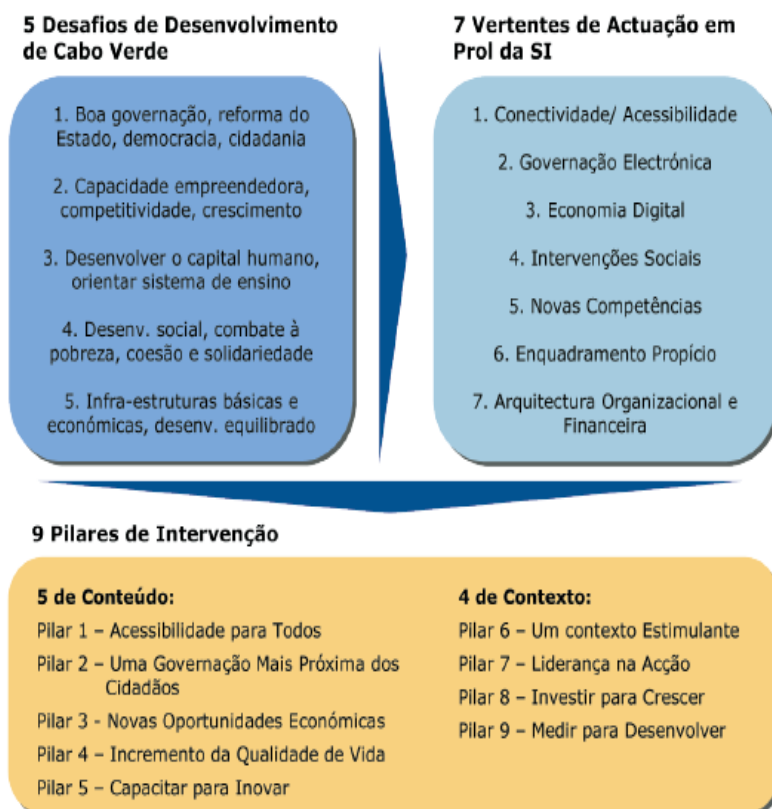 5 Desafios de Desenvolvimento
de Cabo Verde
1. Boa governação, reforma do
Estado, democracia, cidadania
2. Capacidade empreendedora,
competitividade, crescimento
3. Desenvolver o capital humano,
orientar sistema de ensino
4. Desenv. social, combate à
pobreza, coesão e solidariedade
5. Infra-estruturas básicas e
económicas, desenv. equilibrado
7 Vertentes de Actuação em
Prol da SI
1. Conectividade/ Acessibilidade
2. Governação Electrónica
3. Economia Digital
4. Intervenções Sociais
5. Novas Competências
6. Enquadramento Propício
7. Arquitectura Organizacional e
Financeira
9 Pilares de Intervenção
5 de Conteúdo:
Pilar 1 – Acessibilidade para Todos
Pilar 2 – Uma Governação Mais Próxima dos
Cidadãos
Pilar 3 - Novas Oportunidades Económicas
Pilar 4 – Incremento da Qualidade de Vida
Pilar 5 – Capacitar para Inovar
4 de Contexto:
Pilar 6 – Um contexto Estimulante
Pilar 7 – Liderança na Acção
Pilar 8 – Investir para Crescer
Pilar 9 – Medir para Desenvolver